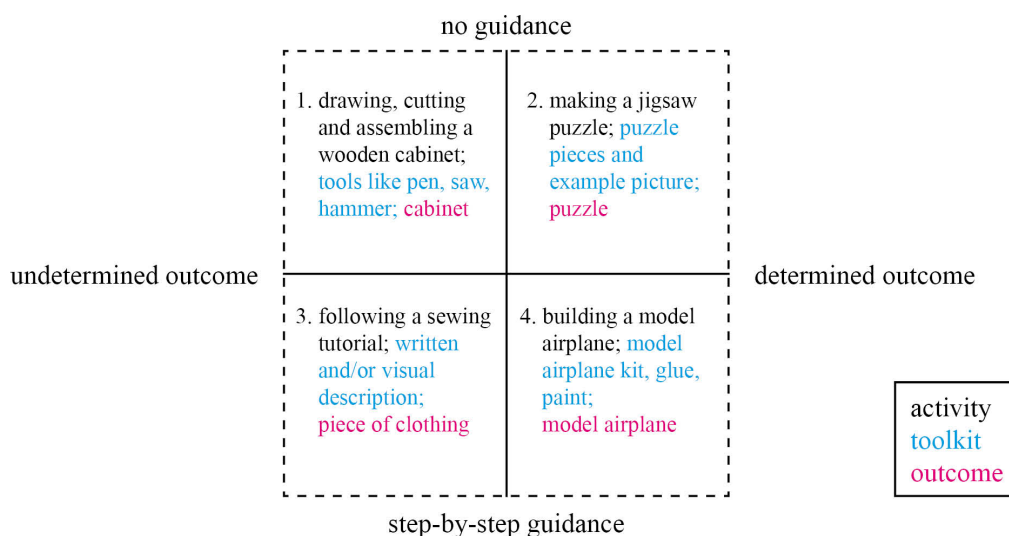 no guidance
1. drawing, cutting
and assembling a
wooden cabinet;
tools like pen, saw,
hammer; cabinet
2. making a jigsaw
puzzle; puzzle
pieces and
example picture;
puzzle
undetermined outcome
determined outcome
3. following a sewing
tutorial; written
and/or visual
description;
piece of clothing
4. building a model
airplane; model
airplane kit, glue,
paint;
model airplane
activity
toolkit
outcome
step-by-step guidance